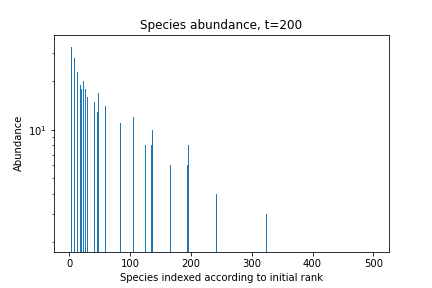 Species abundance, t=200
Abundance
10¹
0 100 200 300 400 500
Species indexed according to initial rank